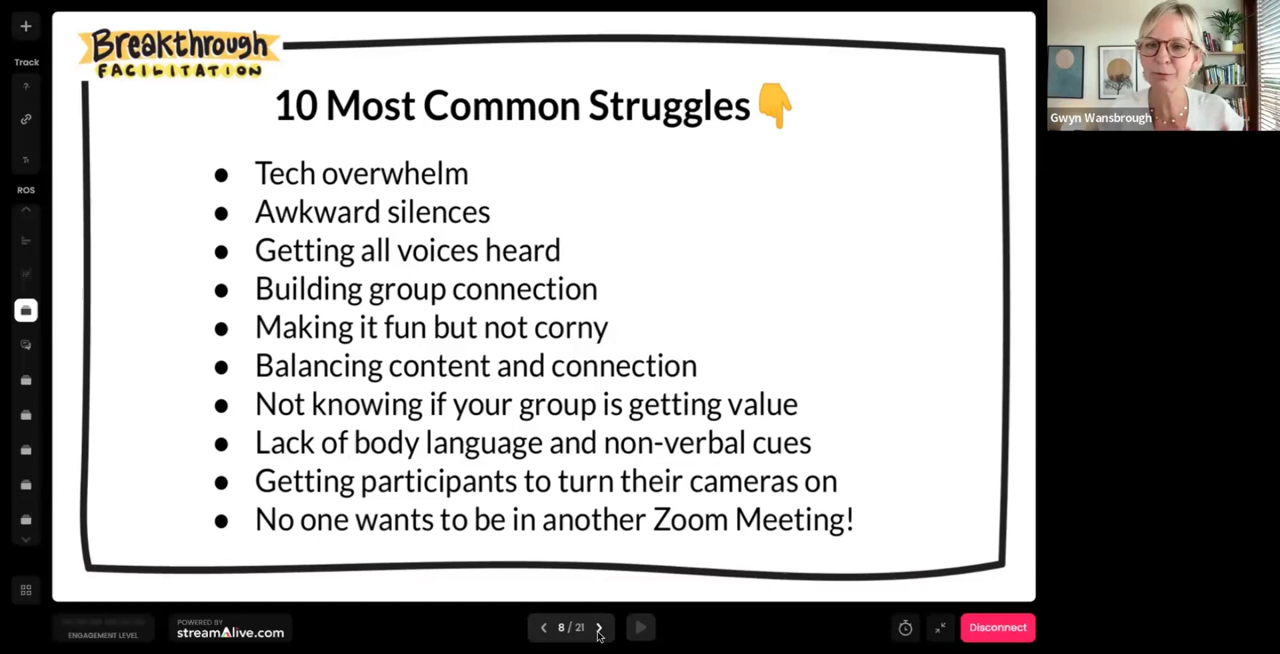 Breakthrough
FACILITATION
10 Most Common Struggles👇
● Tech overwhelm
● Awkward silences
● Getting all voices heard
● Building group connection
● Making it fun but not corny
● Balancing content and connection
● Not knowing if your group is getting value
● Lack of body language and non-verbal cues
● Getting participants to turn their cameras on
● No one wants to be in another Zoom Meeting!
Gwyn Wansbrough
Track
ROS
ENGAGEMENT LEVEL
POWERED BY
streamAlive.com
8 / 21
Disconnect